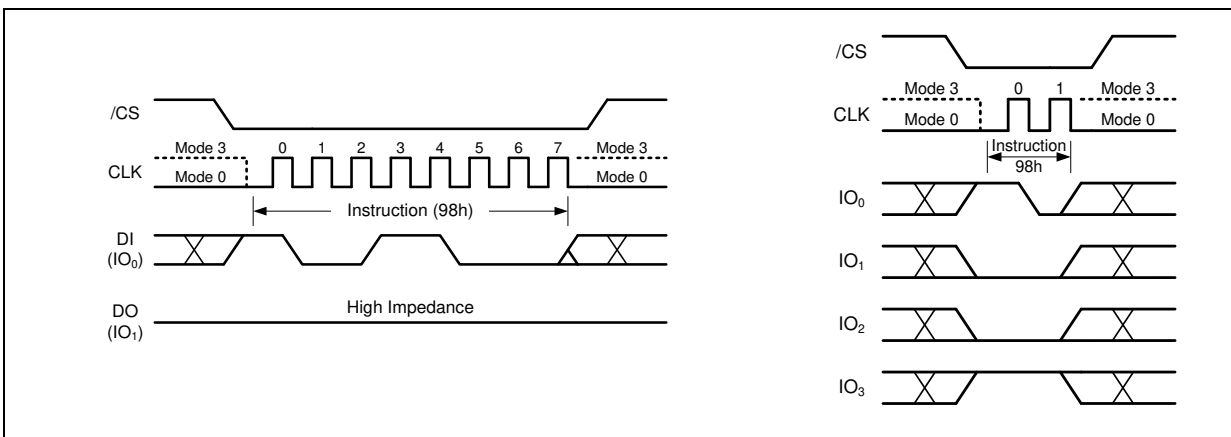 /CS
Mode 3 0 1 2 3 4 5 6 7 Mode 3
CLK
Mode 0 Mode 0
Instruction (98h)
DI
(IO₀)
High Impedance
DO
(IO₁)
/CS
Mode 3 0 1 Mode 3
CLK
Mode 0 Mode 0
Instruction
98h
IO₀
IO₁
IO₂
IO₃